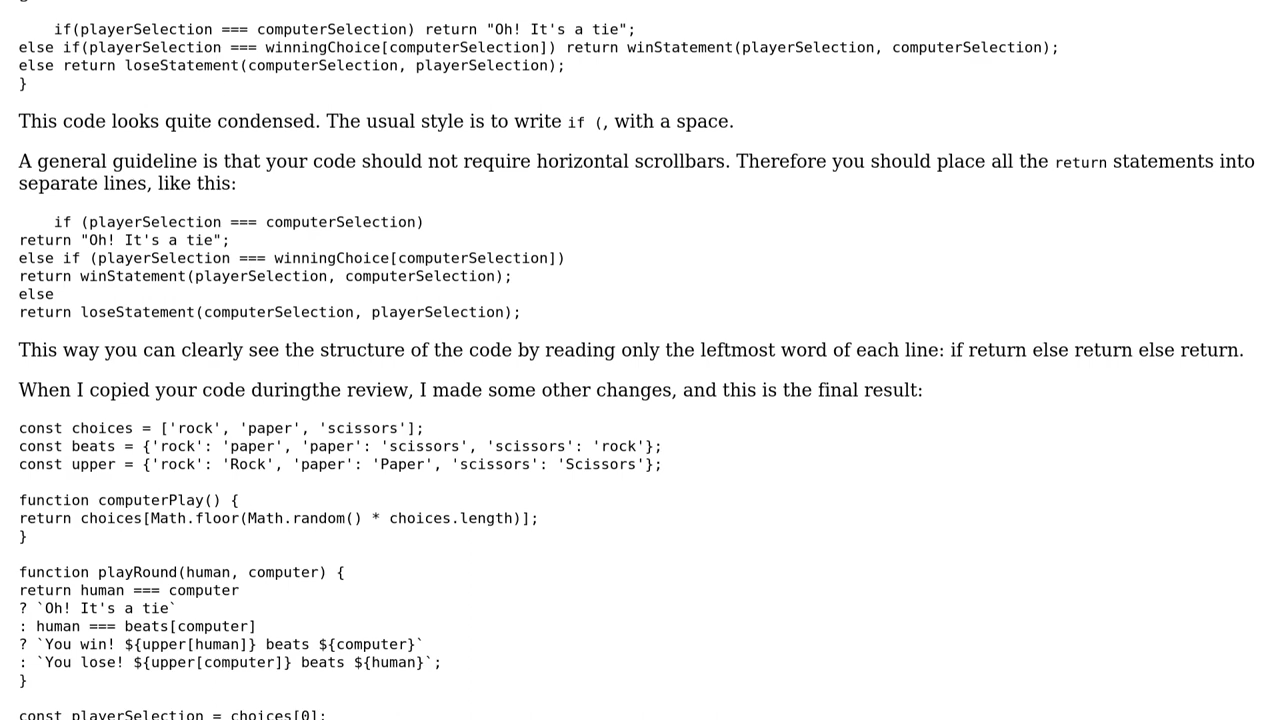 if(playerSelection === computerSelection) return "Oh! It's a tie";
else if(playerSelection === winningChoice[computerSelection]) return winStatement(playerSelection, computerSelection);
else return loseStatement(computerSelection, playerSelection);
}
This code looks quite condensed. The usual style is to write if (, with a space.
A general guideline is that your code should not require horizontal scrollbars. Therefore you should place all the return statements into
separate lines, like this:
if (playerSelection === computerSelection)
return "Oh! It's a tie";
else if (playerSelection === winningChoice[computerSelection])
return winStatement(playerSelection, computerSelection);
else
return loseStatement(computerSelection, playerSelection);
This way you can clearly see the structure of the code by reading only the leftmost word of each line: if return else return else return.
When I copied your code duringthe review, I made some other changes, and this is the final result:
const choices = ['rock', 'paper', 'scissors'];
const beats = {'rock': 'paper', 'paper': 'scissors', 'scissors': 'rock'};
const upper = {'rock': 'Rock', 'paper': 'Paper', 'scissors': 'Scissors'};
function computerPlay() {
return choices[Math.floor(Math.random() * choices.length)];
}
function playRound(human, computer) {
return human === computer
? `Oh! It's a tie`
: human === beats[computer]
? `You win! ${upper[human]} beats ${computer}`
: `You lose! ${upper[computer]} beats ${human}`;
}
const playerSelection = choices[0];